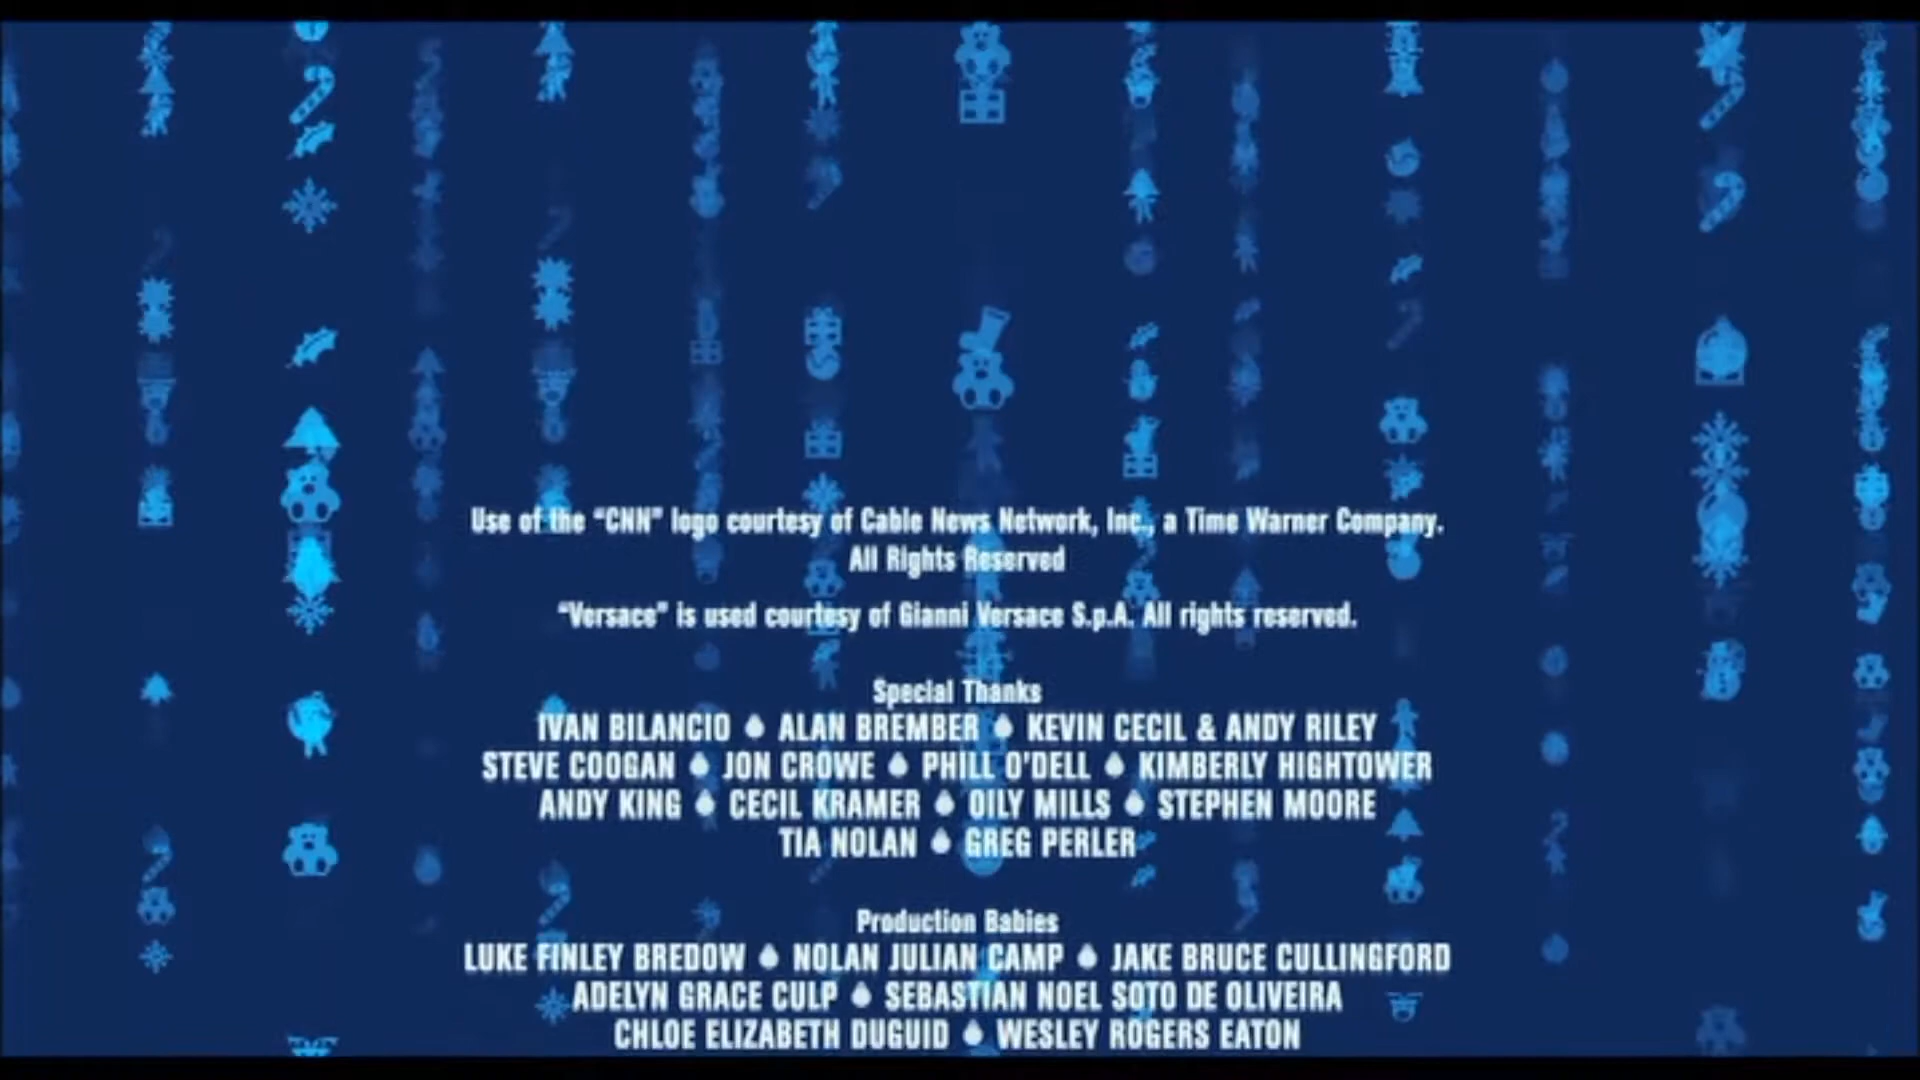 Use of the “CNN” logo courtesy of Cable News Network, Inc., a Time Warner Company.
All Rights Reserved
“Versace” is used courtesy of Gianni Versace S.p.A. All rights reserved.
Special Thanks
IVAN BILANCIO ALAN BREMBER KEVIN CECIL & ANDY RILEY
STEVE COOGAN JON CROWE PHILL O'DELL KIMBERLY HIGHTOWER
ANDY KING CECIL KRAMER OILY MILLS STEPHEN MOORE
TIA NOLAN GREG PERLER
Production Babies
LUKE FINLEY BREDOW NOLAN JULIAN CAMP JAKE BRUCE CULLINGFORD
ADELYN GRACE CULP SEBASTIAN NOEL SOTO DE OLIVEIRA
CHLOE ELIZABETH DUGUID WESLEY ROGERS EATON